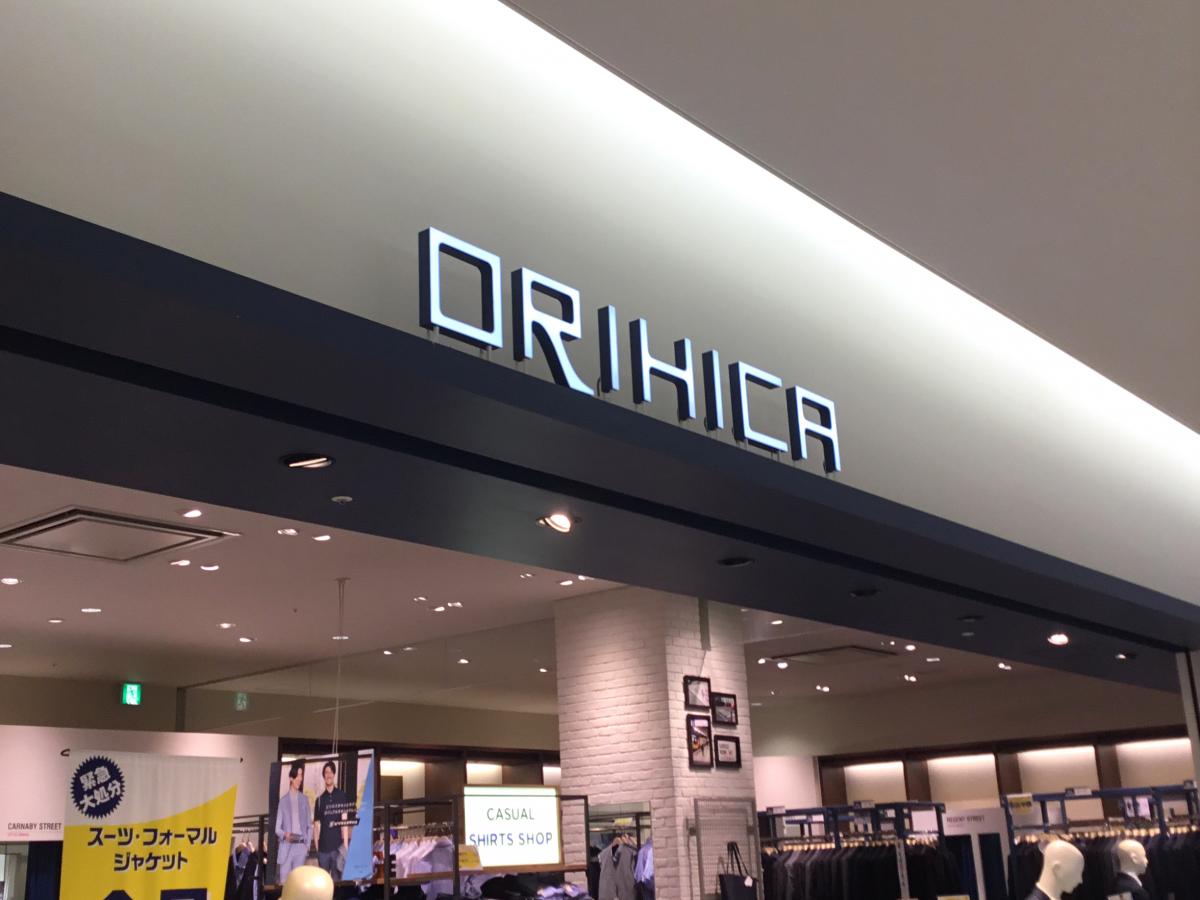 ORIHICA
緊急
大処分
スーツ・フォーマル
ジャケット
CARNABY STREET
CASUAL
SHIRTS SHOP
REGENT STREET